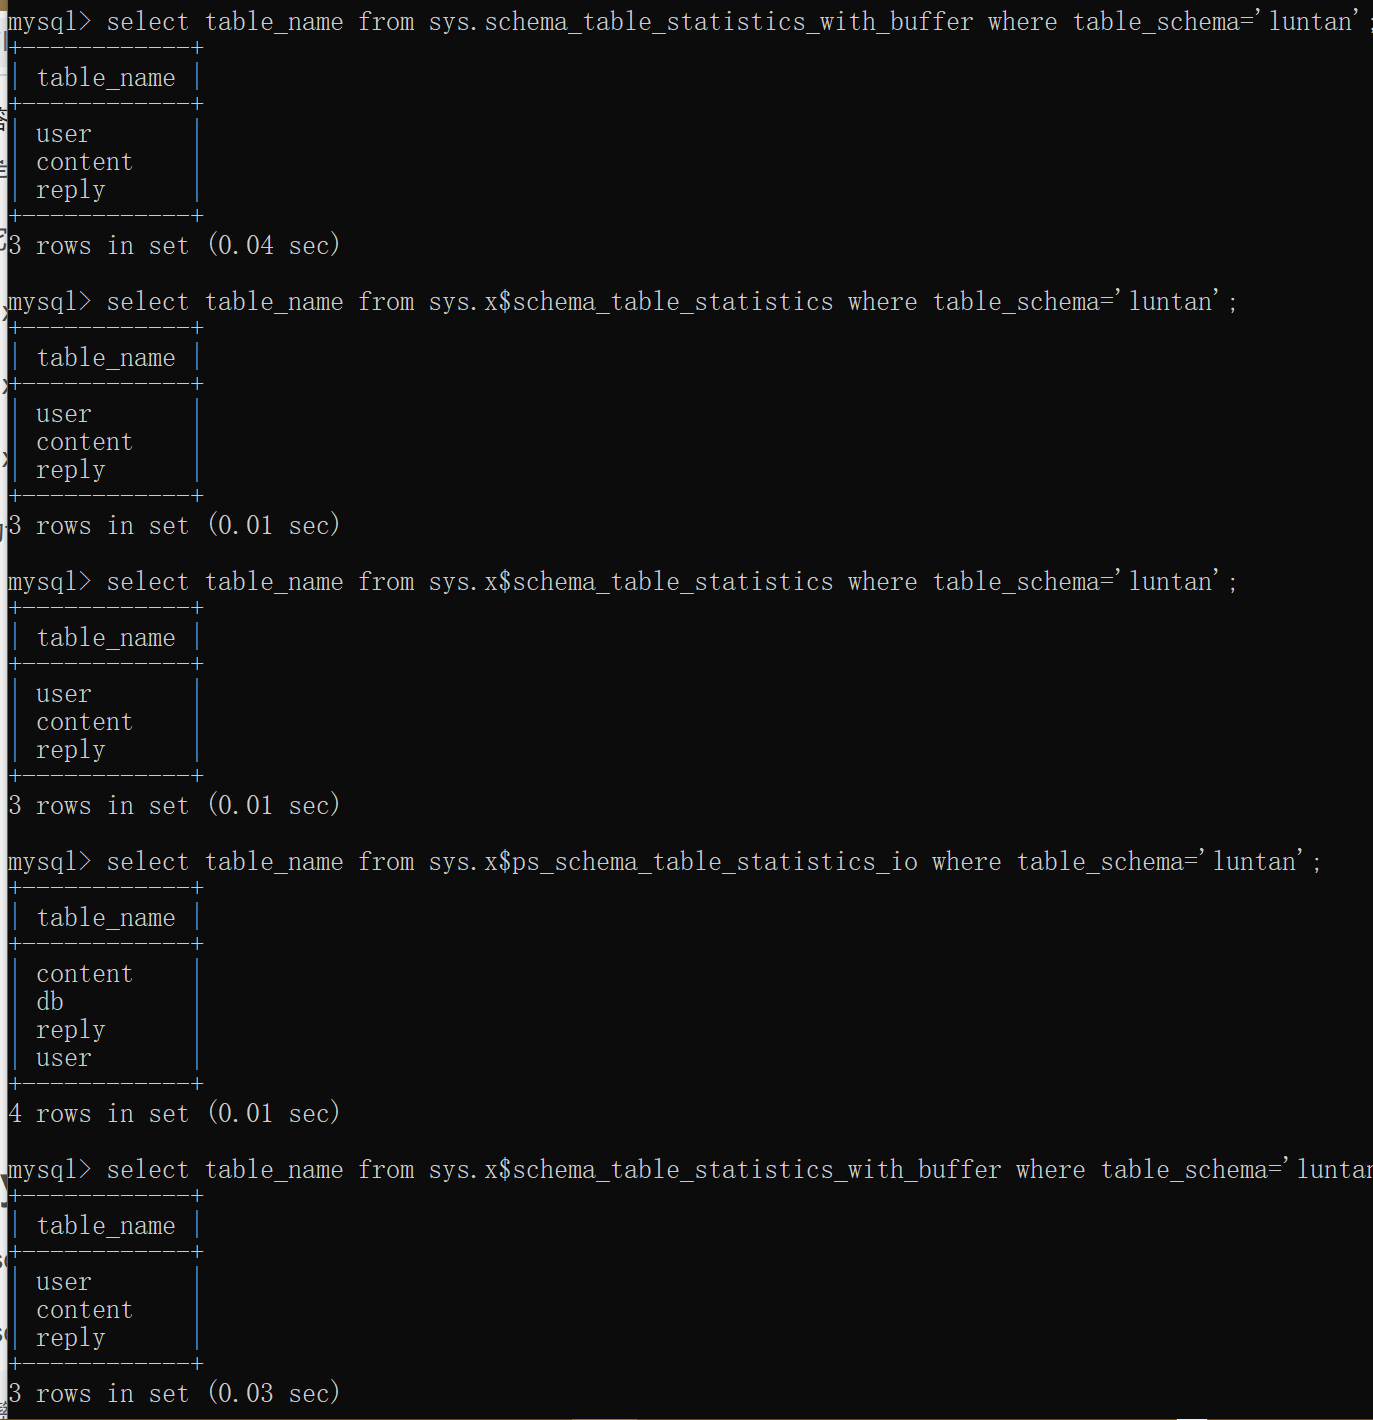 mysql> select table_name from sys.schema_table_statistics_with_buffer where table_schema='luntan';
+------------+
| table_name |
+------------+
| user       |
| content    |
| reply      |
+------------+
3 rows in set (0.04 sec)
mysql> select table_name from sys.x$schema_table_statistics where table_schema='luntan';
+------------+
| table_name |
+------------+
| user       |
| content    |
| reply      |
+------------+
3 rows in set (0.01 sec)
mysql> select table_name from sys.x$schema_table_statistics where table_schema='luntan';
+------------+
| table_name |
+------------+
| user       |
| content    |
| reply      |
+------------+
3 rows in set (0.01 sec)
mysql> select table_name from sys.x$ps_schema_table_statistics_io where table_schema='luntan';
+------------+
| table_name |
+------------+
| content    |
| db         |
| reply      |
| user       |
+------------+
4 rows in set (0.01 sec)
mysql> select table_name from sys.x$schema_table_statistics_with_buffer where table_schema='luntan
+------------+
| table_name |
+------------+
| user       |
| content    |
| reply      |
+------------+
3 rows in set (0.03 sec)